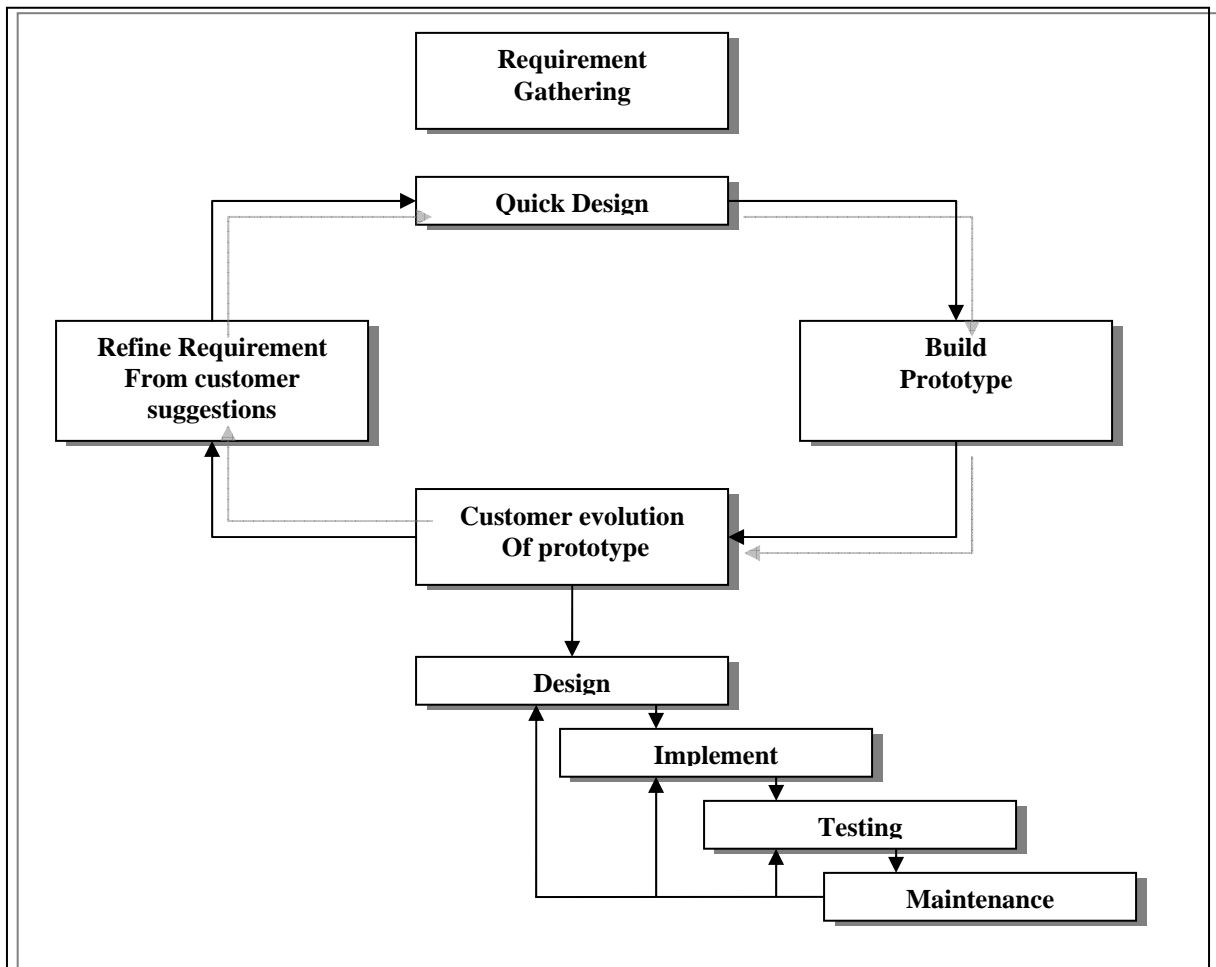 Requirement
Gathering
Quick Design
Refine Requirement
From customer
suggestions
Build
Prototype
Customer evolution
Of prototype
Design
Implement
Testing
Maintenance